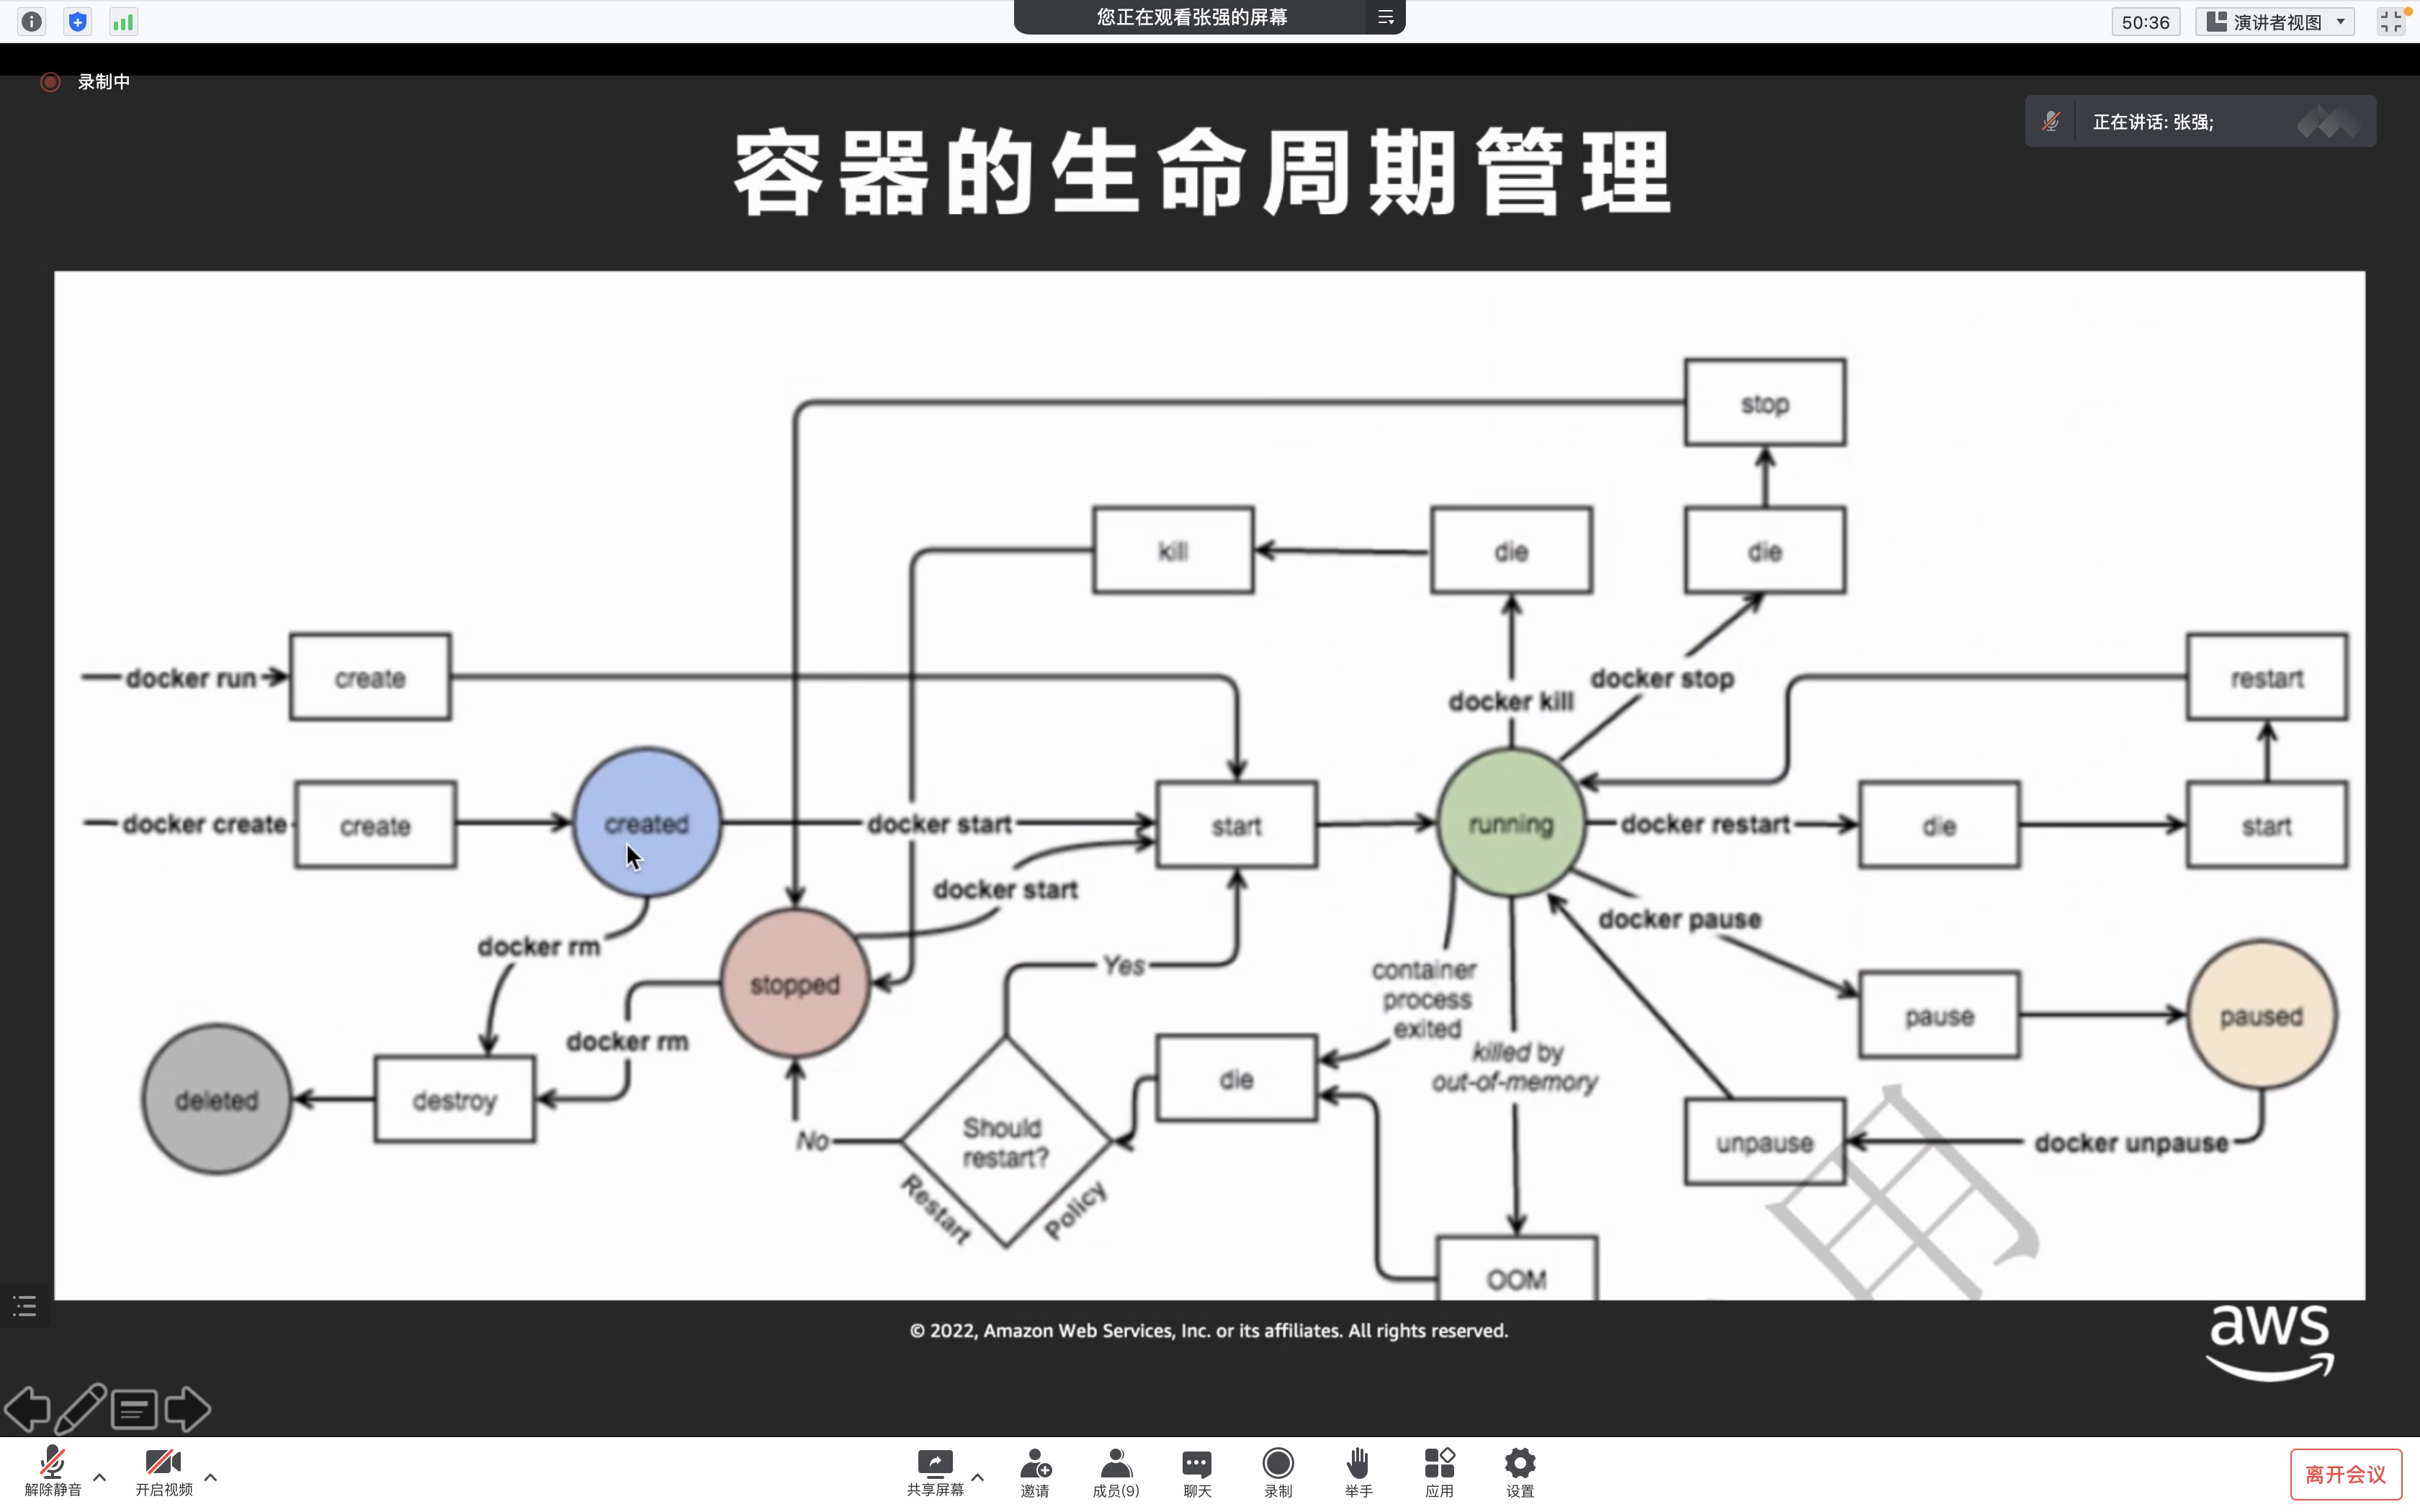 您正在观看张强的屏幕
50:36
演讲者视图
录制中
正在讲话: 张强;
容器的生命周期管理
stop
kill
die
die
docker run
create
docker kill
docker stop
restart
docker create
create
created
docker start
start
running
docker restart
die
start
docker start
docker pause
docker rm
stopped
Yes
container
process
exited
pause
paused
docker rm
killed by
out-of-memory
deleted
destroy
No
Should
restart?
die
unpause
docker unpause
Restart
Policy
OOM
© 2022, Amazon Web Services, Inc. or its affiliates. All rights reserved.
aws
解除静音
开启视频
共享屏幕
邀请
成员(9)
聊天
录制
举手
应用
设置
离开会议